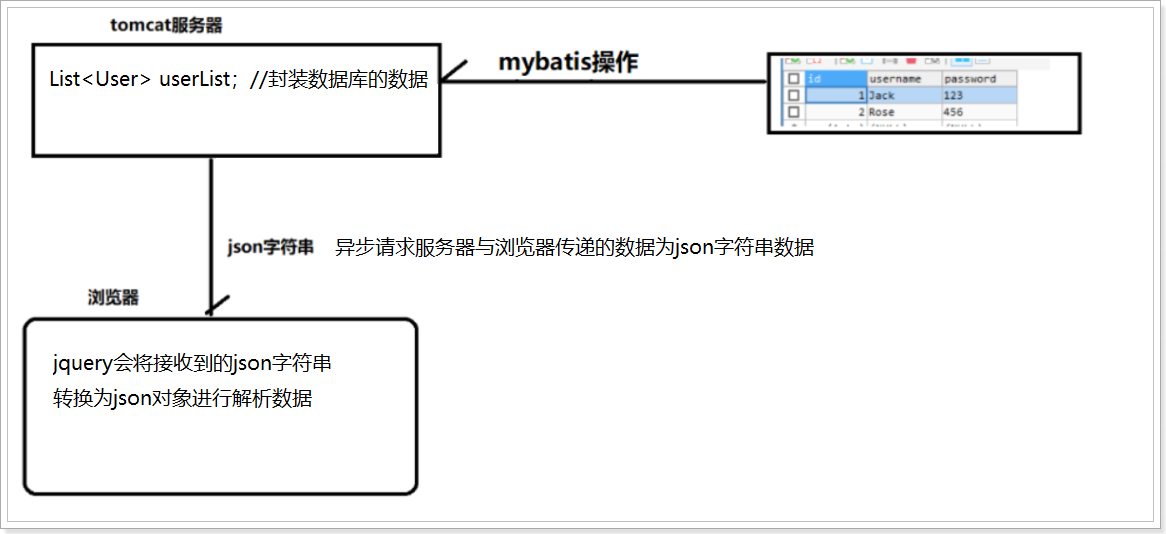 tomcat服务器
List<User> userList；//封装数据库的数据
mybatis操作
id username password
1 Jack 123
2 Rose 456
json字符串 异步请求服务器与浏览器传递的数据为json字符串数据
浏览器
jquery会将接收到的json字符串
转换为json对象进行解析数据